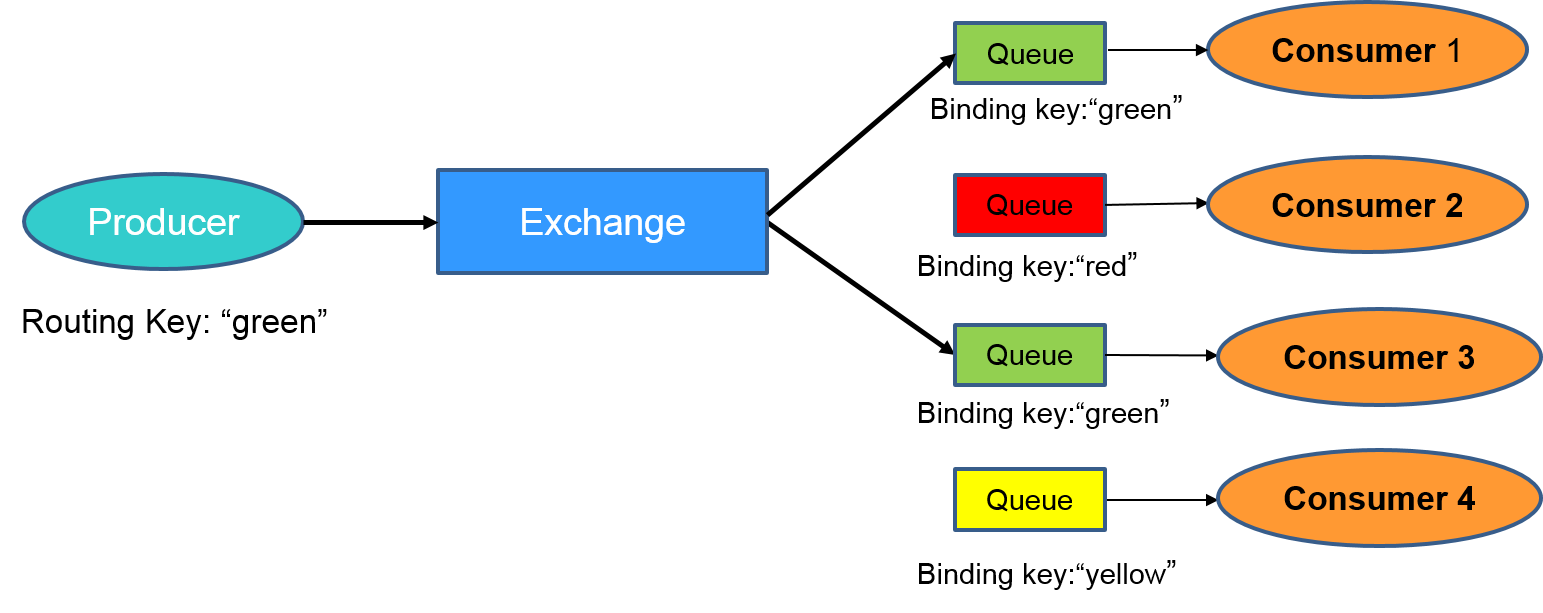 Producer
Routing Key: “green”
Exchange
Queue
Binding key:“green”
Consumer 1
Queue
Binding key:“red”
Consumer 2
Queue
Binding key:“green”
Consumer 3
Queue
Binding key:“yellow”
Consumer 4